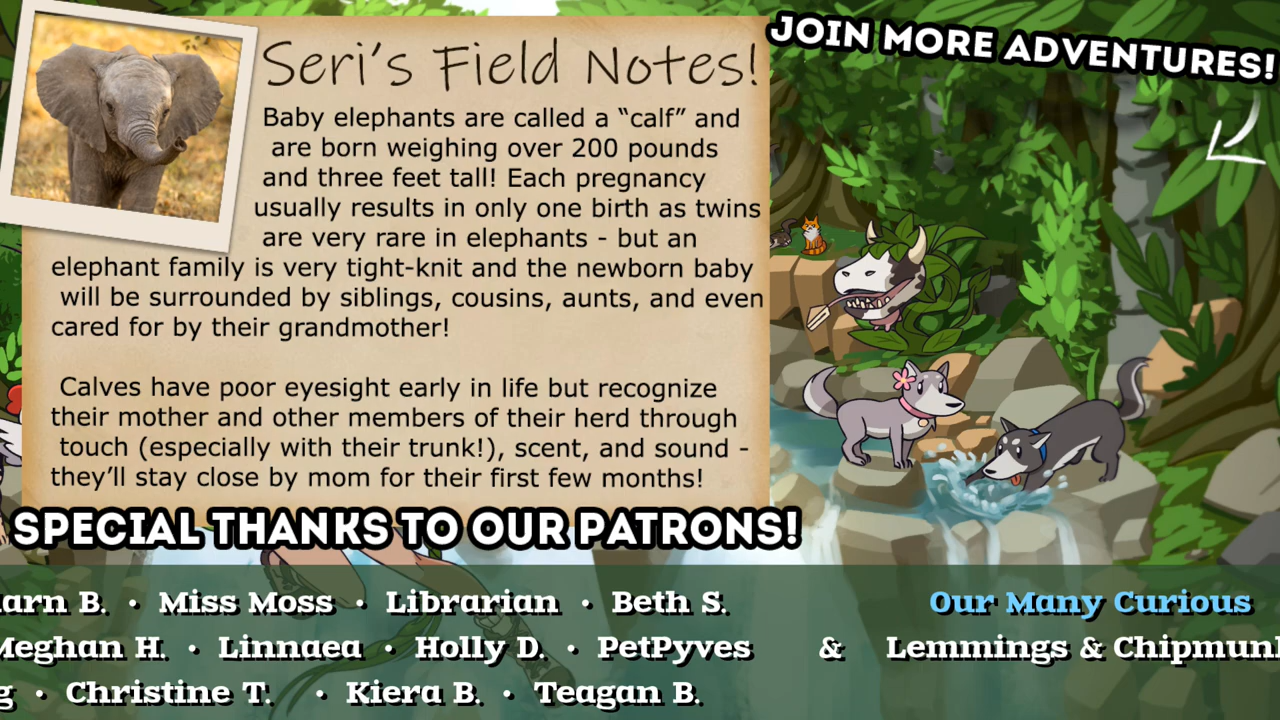 Seri's Field Notes!
Baby elephants are called a “calf” and
are born weighing over 200 pounds
and three feet tall! Each pregnancy
usually results in only one birth as twins
are very rare in elephants - but an
elephant family is very tight-knit and the newborn baby
will be surrounded by siblings, cousins, aunts, and even
cared for by their grandmother!
Calves have poor eyesight early in life but recognize
their mother and other members of their herd through
touch (especially with their trunk!), scent, and sound -
they’ll stay close by mom for their first few months!
JOIN MORE ADVENTURES!
SPECIAL THANKS TO OUR PATRONS!
B. • Miss Moss • Librarian • Beth S.
Meghan H. • Linnaea • Holly D. • PetPyves
• Christine T. • Kiera B. • Teagan B.
Our Many Curious
& Lemmings &